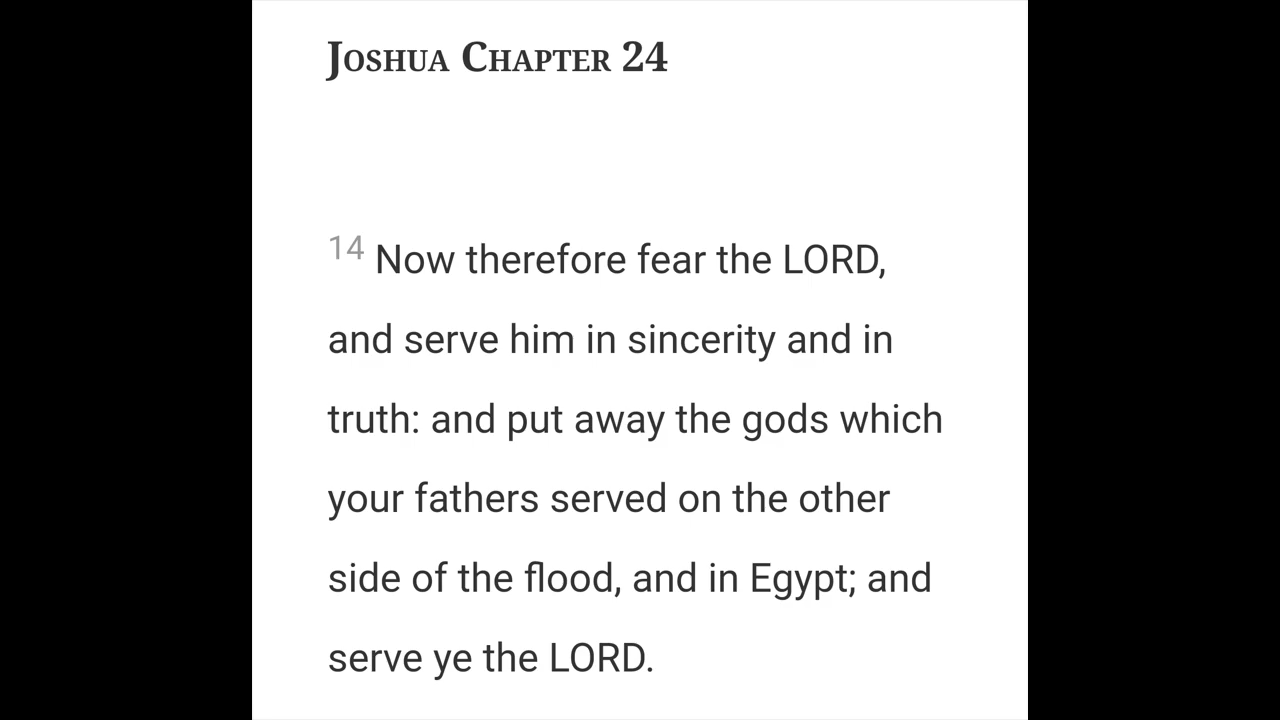 Joshua Chapter 24
14 Now therefore fear the LORD,
and serve him in sincerity and in
truth: and put away the gods which
your fathers served on the other
side of the flood, and in Egypt; and
serve ye the LORD.